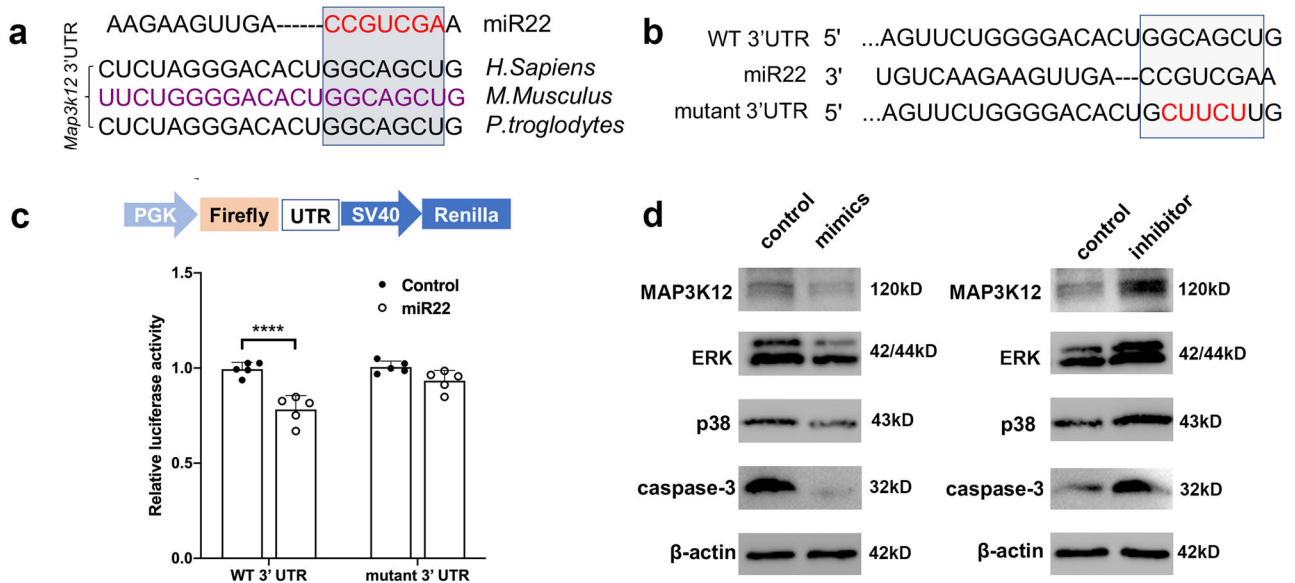 a
AAGAAGUUGA------CCGUCGAA miR22
Map3k12 3'UTR
CUCUAGGGACACUGGCAGCUG H.Sapiens
UUCUGGGGACACUGGCAGCUG M.Musculus
CUCUAGGGACACUGGCAGCUG P.troglodytes
b
WT 3'UTR 5' ...AGUUCUGGGGACACUGGCAGCUG
miR22 3' UGUCAAGAAGUUGA---CCGUCGAA
mutant 3'UTR 5' ...AGUUCUGGGGACACUGCUUCUUG
c
PGK Firefly UTR SV40 Renilla
Relative luciferase activity
1.5
1.0
0.5
0.0
Control
miR22
****
WT 3' UTR mutant 3' UTR
d
control mimics
MAP3K12 120kD
ERK 42/44kD
p38 43kD
caspase-3 32kD
β-actin 42kD
control inhibitor
MAP3K12 120kD
ERK 42/44kD
p38 43kD
caspase-3 32kD
β-actin 42kD